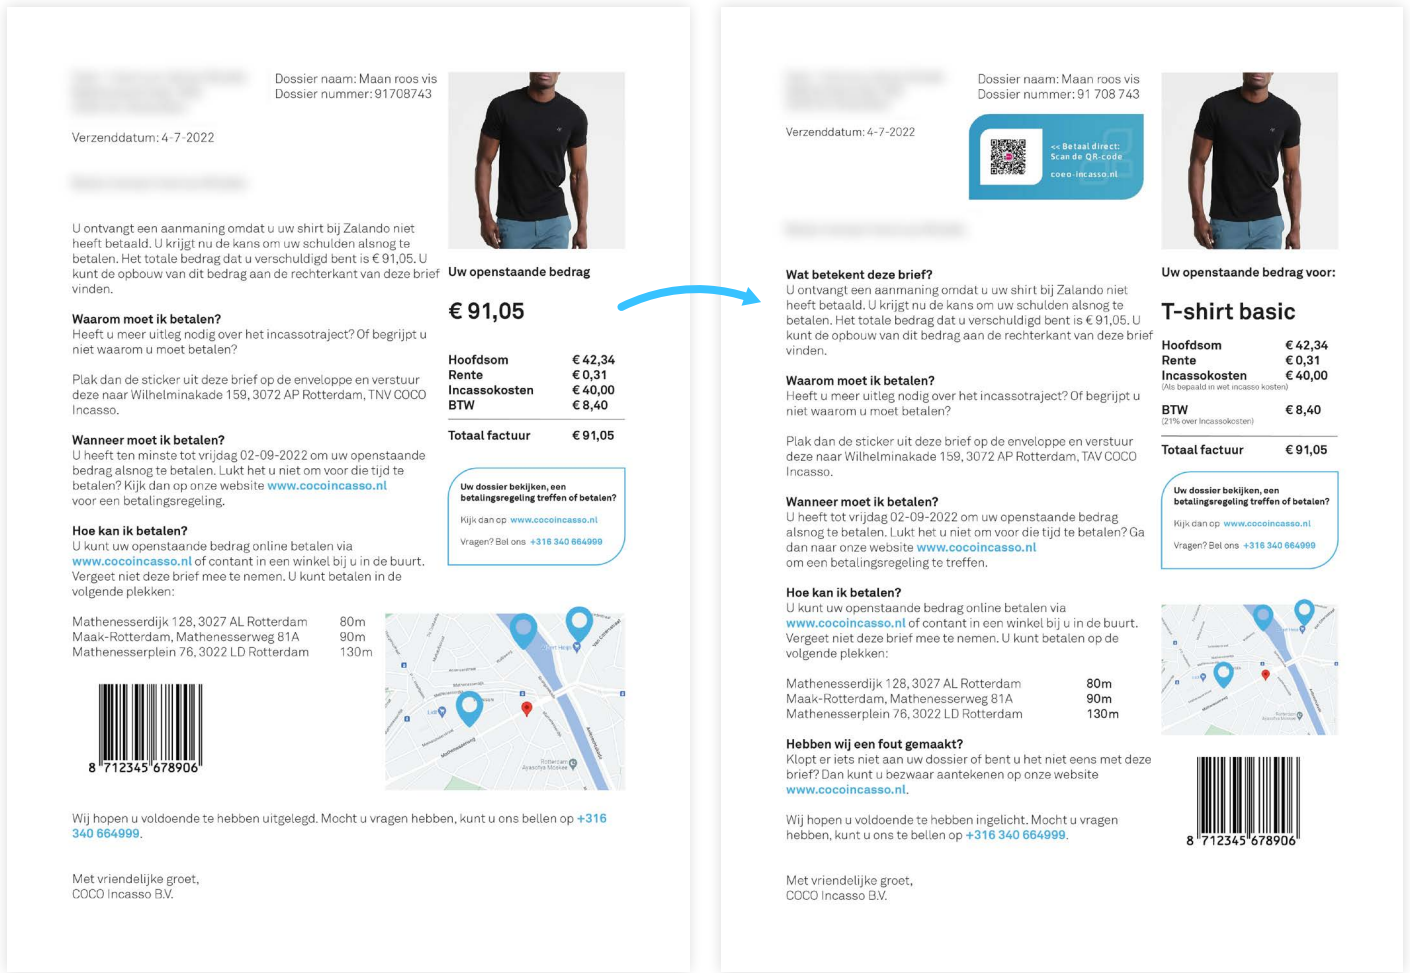 Dossier naam: Maan roos vis
Dossier nummer: 91708743
Verzenddatum: 4-7-2022
U ontvangt een aanmaning omdat u uw shirt bij Zalando niet
heeft betaald. U krijgt nu de kans om uw schulden alsnog te
betalen. Het totale bedrag dat u verschuldigd bent is € 91,05. U
kunt de opbouw van dit bedrag aan de rechterkant van deze brief
vinden.
Waarom moet ik betalen?
Heeft u meer uitleg nodig over het incassotraject? Of begrijpt u
niet waarom u moet betalen?
Plak dan de sticker uit deze brief op de enveloppe en verstuur
deze naar Wilhelminakade 159, 3072 AP Rotterdam, TNV COCO
Incasso.
Wanneer moet ik betalen?
U heeft ten minste tot vrijdag 02-09-2022 om uw openstaande
bedrag alsnog te betalen. Lukt het u niet om voor die tijd te
betalen? Kijk dan op onze website www.cocoincasso.nl
voor een betalingsregeling.
Hoe kan ik betalen?
U kunt uw openstaande bedrag online betalen via
www.cocoincasso.nl of contant in een winkel bij u in de buurt.
Vergeet niet deze brief mee te nemen. U kunt betalen in de
volgende plekken:
Mathenesserdijk 128, 3027 AL Rotterdam 80m
Maak-Rotterdam, Mathenesserweg 81A 90m
Mathenesserplein 76, 3022 LD Rotterdam 130m
8 712345 678906
Wij hopen u voldoende te hebben uitgelegd. Mocht u vragen hebben, kunt u ons bellen op +316
340 664999.
Met vriendelijke groet,
COCO Incasso B.V.
Uw openstaande bedrag
€ 91,05
Hoofdsom € 42,34
Rente € 0,31
Incassokosten € 40,00
BTW € 8,40
Totaal factuur € 91,05
Uw dossier bekijken, een
betalingsregeling treffen of betalen?
Kijk dan op www.cocoincasso.nl
Vragen? Bel ons +316 340 664999
Lidl
Mathenesserweg
Rotterdam
Ayasofya Moskee
Dossier naam: Maan roos vis
Dossier nummer: 91 708 743
Verzenddatum: 4-7-2022
<< Betaal direct:
Scan de QR-code
coeo-incasso.nl
Wat betekent deze brief?
U ontvangt een aanmaning omdat u uw shirt bij Zalando niet
heeft betaald. U krijgt nu de kans om uw schulden alsnog te
betalen. Het totale bedrag dat u verschuldigd bent is € 91,05. U
kunt de opbouw van dit bedrag aan de rechterkant van deze brief
vinden.
Waarom moet ik betalen?
Heeft u meer uitleg nodig over het incassotraject? Of begrijpt u
niet waarom u moet betalen?
Plak dan de sticker uit deze brief op de enveloppe en verstuur
deze naar Wilhelminakade 159, 3072 AP Rotterdam, TAV COCO
Incasso.
Wanneer moet ik betalen?
U heeft tot vrijdag 02-09-2022 om uw openstaande bedrag
alsnog te betalen. Lukt het u niet om voor die tijd te betalen? Ga
dan naar onze website www.cocoincasso.nl
om een betalingsregeling te treffen.
Hoe kan ik betalen?
U kunt uw openstaande bedrag online betalen via
www.cocoincasso.nl of contant in een winkel bij u in de buurt.
Vergeet niet deze brief mee te nemen. U kunt betalen op de
volgende plekken:
Mathenesserdijk 128, 3027 AL Rotterdam 80m
Maak-Rotterdam, Mathenesserweg 81A 90m
Mathenesserplein 76, 3022 LD Rotterdam 130m
Hebben wij een fout gemaakt?
Klopt er iets niet aan uw dossier of bent u het niet eens met deze
brief? Dan kunt u bezwaar aantekenen op onze website
www.cocoincasso.nl.
Wij hopen u voldoende te hebben ingelicht. Mocht u vragen
hebben, kunt u ons te bellen op +316 340 664999.
Met vriendelijke groet,
COCO Incasso B.V.
Uw openstaande bedrag voor:
T-shirt basic
Hoofdsom € 42,34
Rente € 0,31
Incassokosten € 40,00
(Als bepaald in wet incasso kosten)
BTW € 8,40
(21% over Incassokosten)
Totaal factuur € 91,05
Uw dossier bekijken, een
betalingsregeling treffen of betalen?
Kijk dan op www.cocoincasso.nl
Vragen? Bel ons +316 340 664999
Rotterdam
Ayasofya Moskee
8 712345 678906